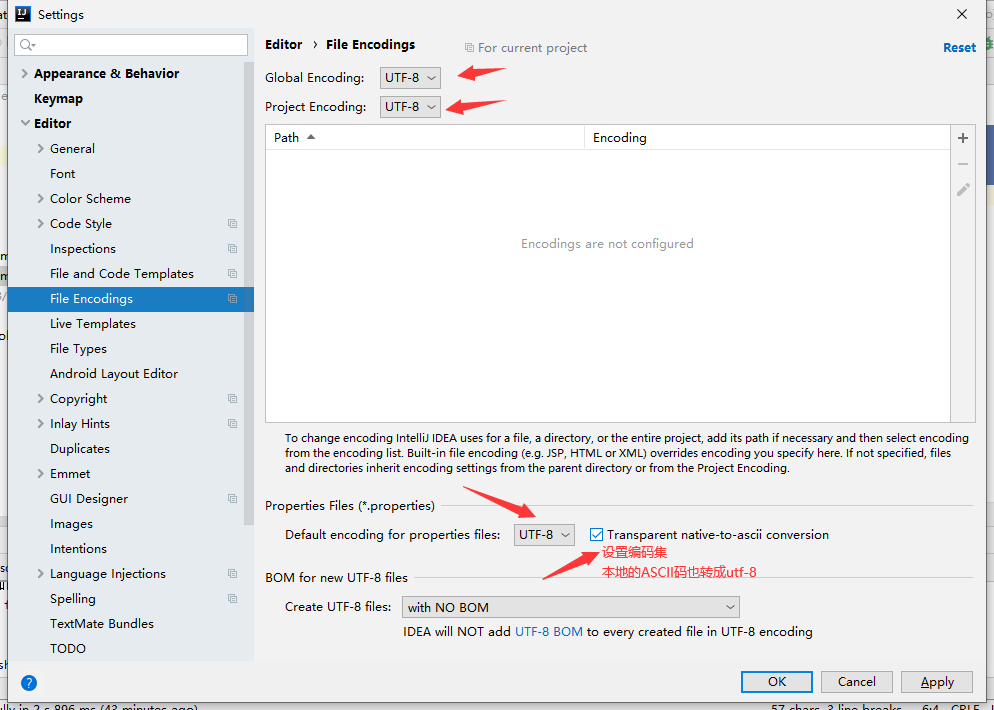 Settings
Editor › File Encodings
For current project
Reset
Appearance & Behavior
Keymap
Editor
General
Font
Color Scheme
Code Style
Inspections
File and Code Templates
File Encodings
Live Templates
File Types
Android Layout Editor
Copyright
Inlay Hints
Duplicates
Emmet
GUI Designer
Images
Intentions
Language Injections
Spelling
TextMate Bundles
TODO
Global Encoding: UTF-8
Project Encoding: UTF-8
Path Encoding
Encodings are not configured
To change encoding IntelliJ IDEA uses for a file, a directory, or the entire project, add its path if necessary and then select encoding
from the encoding list. Built-in file encoding (e.g. JSP, HTML or XML) overrides encoding you specify here. If not specified, files
and directories inherit encoding settings from the parent directory or from the Project Encoding.
Properties Files (*.properties)
Default encoding for properties files: UTF-8 Transparent native-to-ascii conversion
设置编码集
本地的ASCII码也转成utf-8
BOM for new UTF-8 files
Create UTF-8 files: with NO BOM
IDEA will NOT add UTF-8 BOM to every created file in UTF-8 encoding
?
OK Cancel Apply